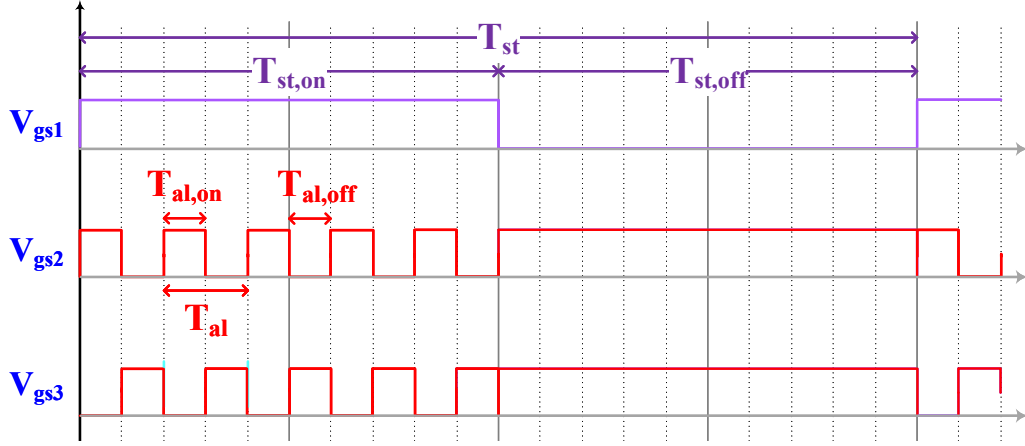 T_st
T_st,on T_st,off
V_gs1
T_al,on T_al,off
V_gs2
T_al
V_gs3